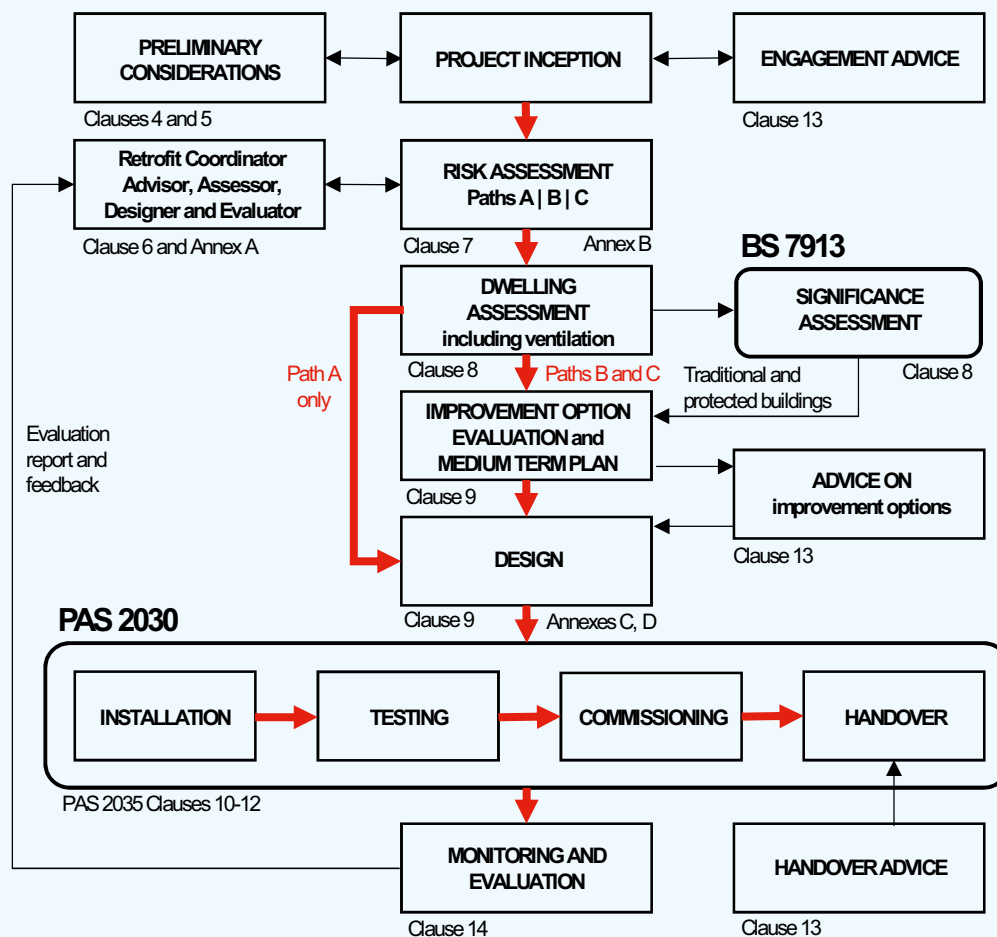 PRELIMINARY
CONSIDERATIONS
PROJECT INCEPTION
ENGAGEMENT ADVICE
Clauses 4 and 5
Clause 13
Retrofit Coordinator
Advisor, Assessor,
Designer and Evaluator
RISK ASSESSMENT
Paths A | B | C
Clause 6 and Annex A
Clause 7
Annex B
BS 7913
DWELLING
ASSESSMENT
including ventilation
SIGNIFICANCE
ASSESSMENT
Path A
only
Clause 8
Paths B and C
Traditional and
protected buildings
Clause 8
Evaluation
report and
feedback
IMPROVEMENT OPTION
EVALUATION and
MEDIUM TERM PLAN
ADVICE ON
improvement options
Clause 9
Clause 13
DESIGN
Clause 9
Annexes C, D
PAS 2030
INSTALLATION
TESTING
COMMISSIONING
HANDOVER
PAS 2035 Clauses 10-12
MONITORING AND
EVALUATION
HANDOVER ADVICE
Clause 14
Clause 13